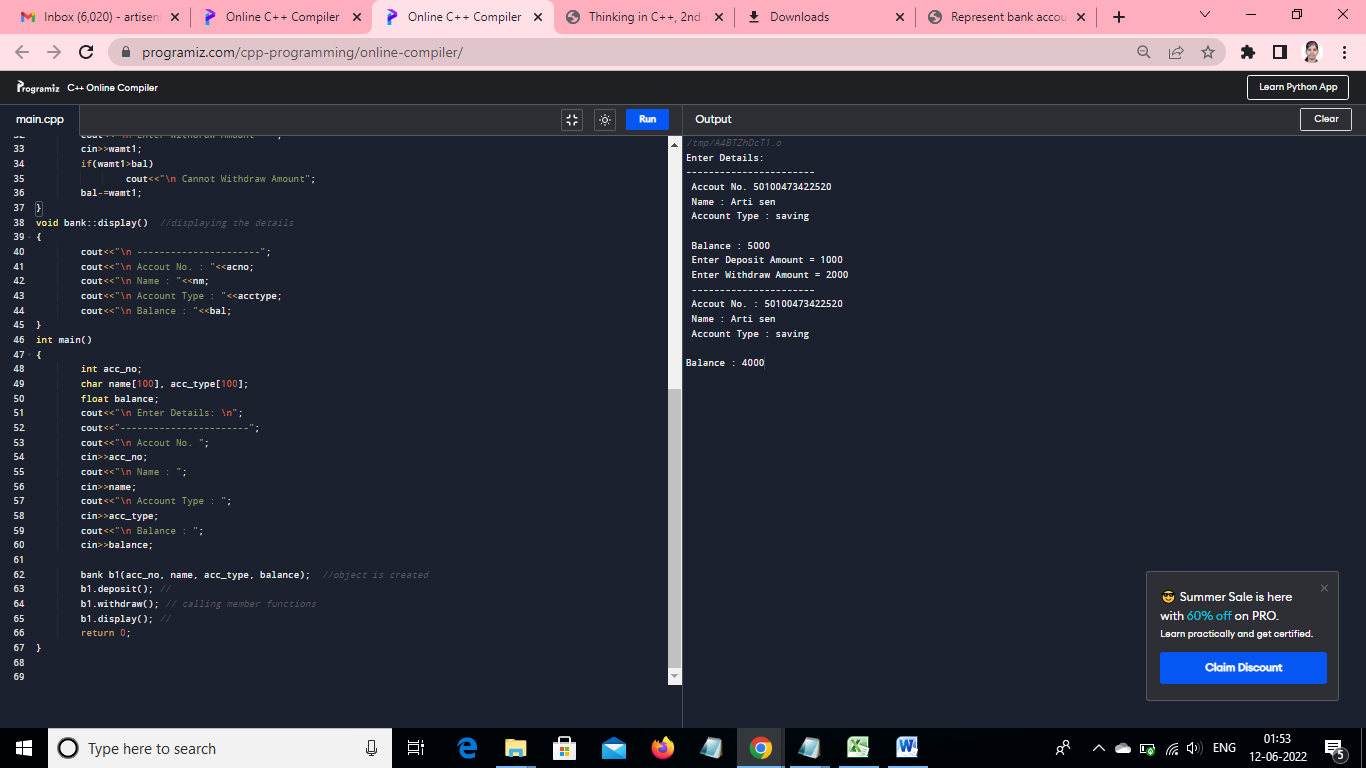 Inbox (6,020) - artisen
Online C++ Compiler
Online C++ Compiler
Thinking in C++, 2nd
Downloads
Represent bank accou
programiz.com/cpp-programming/online-compiler/
Programiz C++ Online Compiler
Learn Python App
main.cpp
Run
Output
Clear
33 cin>>wamt1;
34 if(wamt1>bal)
35 cout<<"\n Cannot Withdraw Amount";
36 bal-=wamt1;
37 }
38 void bank::display() //displaying the details
39 {
40 cout<<"\n ----------------------";
41 cout<<"\n Accout No. : "<<acno;
42 cout<<"\n Name : "<<nm;
43 cout<<"\n Account Type : "<<acctype;
44 cout<<"\n Balance : "<<bal;
45 }
46 int main()
47 {
48 int acc_no;
49 char name[100], acc_type[100];
50 float balance;
51 cout<<"\n Enter Details: \n";
52 cout<<"-----------------------";
53 cout<<"\n Accout No. ";
54 cin>>acc_no;
55 cout<<"\n Name : ";
56 cin>>name;
57 cout<<"\n Account Type : ";
58 cin>>acc_type;
59 cout<<"\n Balance : ";
60 cin>>balance;
61
62 bank b1(acc_no, name, acc_type, balance); //object is created
63 b1.deposit(); //
64 b1.withdraw(); // calling member functions
65 b1.display(); //
66 return 0;
67 }
68
69
/tmp/A4BTZhDcT1.o
Enter Details:
-----------------------
Accout No. 50100473422520
Name : Arti sen
Account Type : saving
Balance : 5000
Enter Deposit Amount = 1000
Enter Withdraw Amount = 2000
----------------------
Accout No. : 50100473422520
Name : Arti sen
Account Type : saving
Balance : 4000
Summer Sale is here
with 60% off on PRO.
Learn practically and get certified.
Claim Discount
Type here to search
ENG
01:53
12-06-2022
5